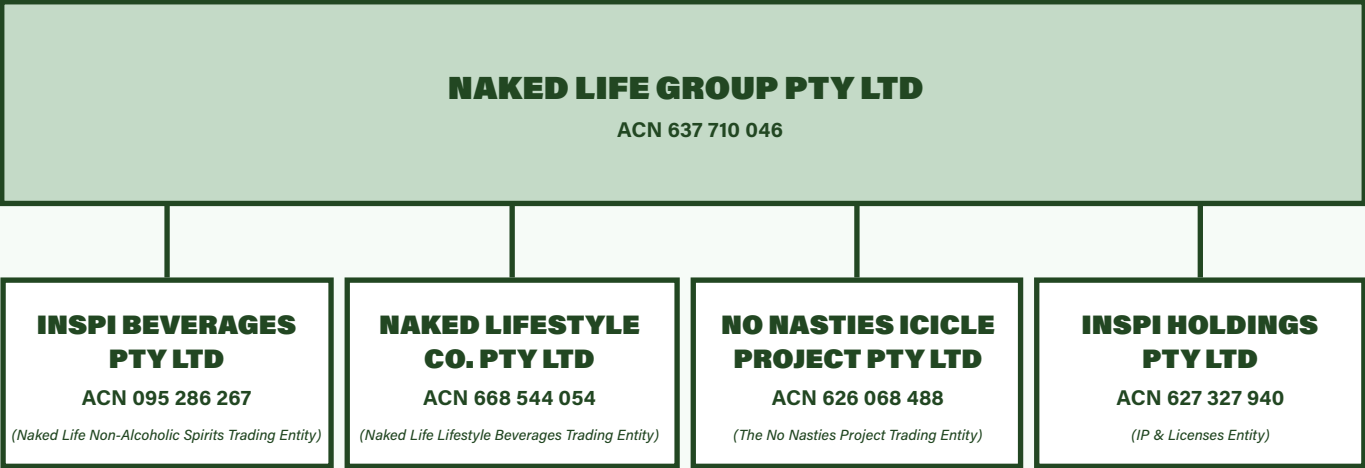 NAKED LIFE GROUP PTY LTD
ACN 637 710 046
INSPI BEVERAGES
PTY LTD
ACN 095 286 267
(Naked Life Non-Alcoholic Spirits Trading Entity)
NAKED LIFESTYLE
CO. PTY LTD
ACN 668 544 054
(Naked Life Lifestyle Beverages Trading Entity)
NO NASTIES ICICLE
PROJECT PTY LTD
ACN 626 068 488
(The No Nasties Project Trading Entity)
INSPI HOLDINGS
PTY LTD
ACN 627 327 940
(IP & Licenses Entity)